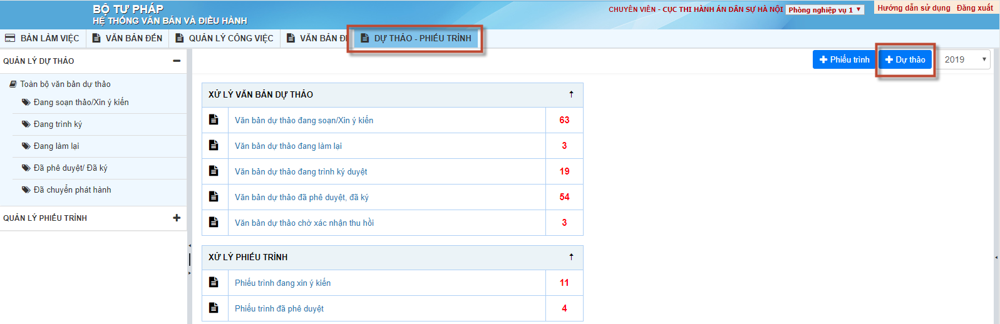 BỘ TƯ PHÁP
HỆ THỐNG VĂN BẢN VÀ ĐIỀU HÀNH
CHUYÊN VIÊN - CỤC THI HÀNH ÁN DÂN SỰ HÀ NỘI Phòng nghiệp vụ 1
Hướng dẫn sử dụng Đăng xuất
BÀN LÀM VIỆC VĂN BẢN ĐẾN QUẢN LÝ CÔNG VIỆC VĂN BẢN ĐI DỰ THẢO - PHIẾU TRÌNH
QUẢN LÝ DỰ THẢO
Toàn bộ văn bản dự thảo
Đang soạn thảo/Xin ý kiến
Đang trình ký
Đang làm lại
Đã phê duyệt/ Đã ký
Đã chuyển phát hành
QUẢN LÝ PHIẾU TRÌNH
Phiếu trình Dự thảo 2019
XỬ LÝ VĂN BẢN DỰ THẢO
Văn bản dự thảo đang soạn/Xin ý kiến 63
Văn bản dự thảo đang làm lại 3
Văn bản dự thảo đang trình ký duyệt 19
Văn bản dự thảo đã phê duyệt, đã ký 54
Văn bản dự thảo chờ xác nhận thu hồi 3
XỬ LÝ PHIẾU TRÌNH
Phiếu trình đang xin ý kiến 11
Phiếu trình đã phê duyệt 4